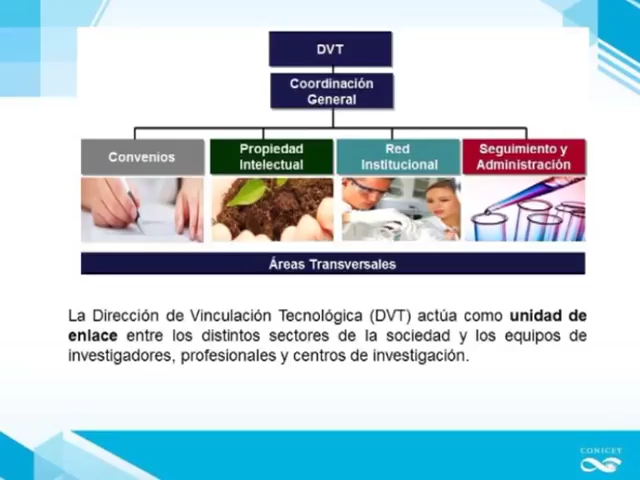 DVT
Coordinación
General
Convenios
Propiedad
Intelectual
Red
Institucional
Seguimiento y
Administración
Áreas Transversales
La Dirección de Vinculación Tecnológica (DVT) actúa como unidad de
enlace entre los distintos sectores de la sociedad y los equipos de
investigadores, profesionales y centros de investigación.
CONICET